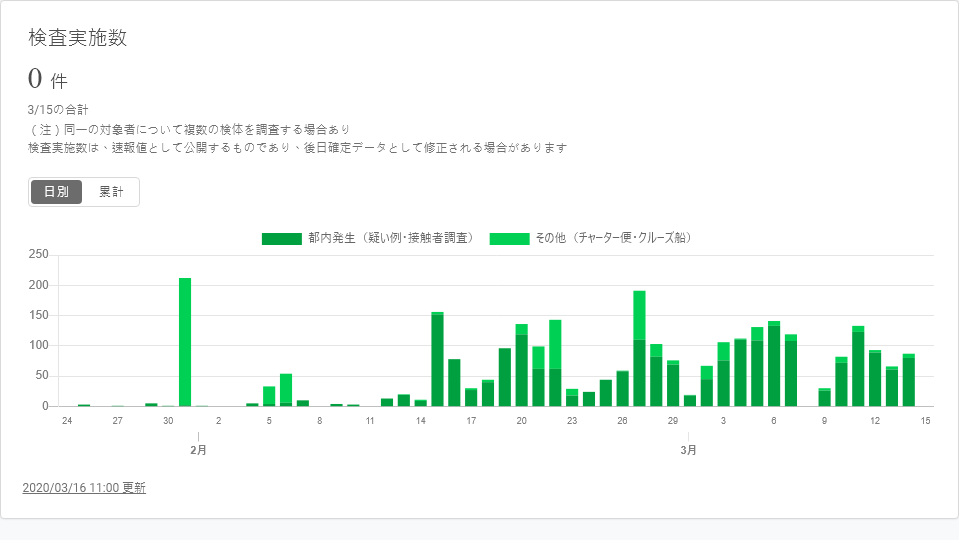 検査実施数
0 件
3/15の合計
（注）同一の対象者について複数の検体を調査する場合あり
検査実施数は、速報値として公開するものであり、後日確定データとして修正される場合があります
日別 累計
都内発生（疑い例・接触者調査） その他（チャーター便・クルーズ船）
250
200
150
100
50
0
24 27 30 2 5 8 11 14 17 20 23 26 29 3 6 9 12 15
2月 3月
2020/03/16 11:00 更新